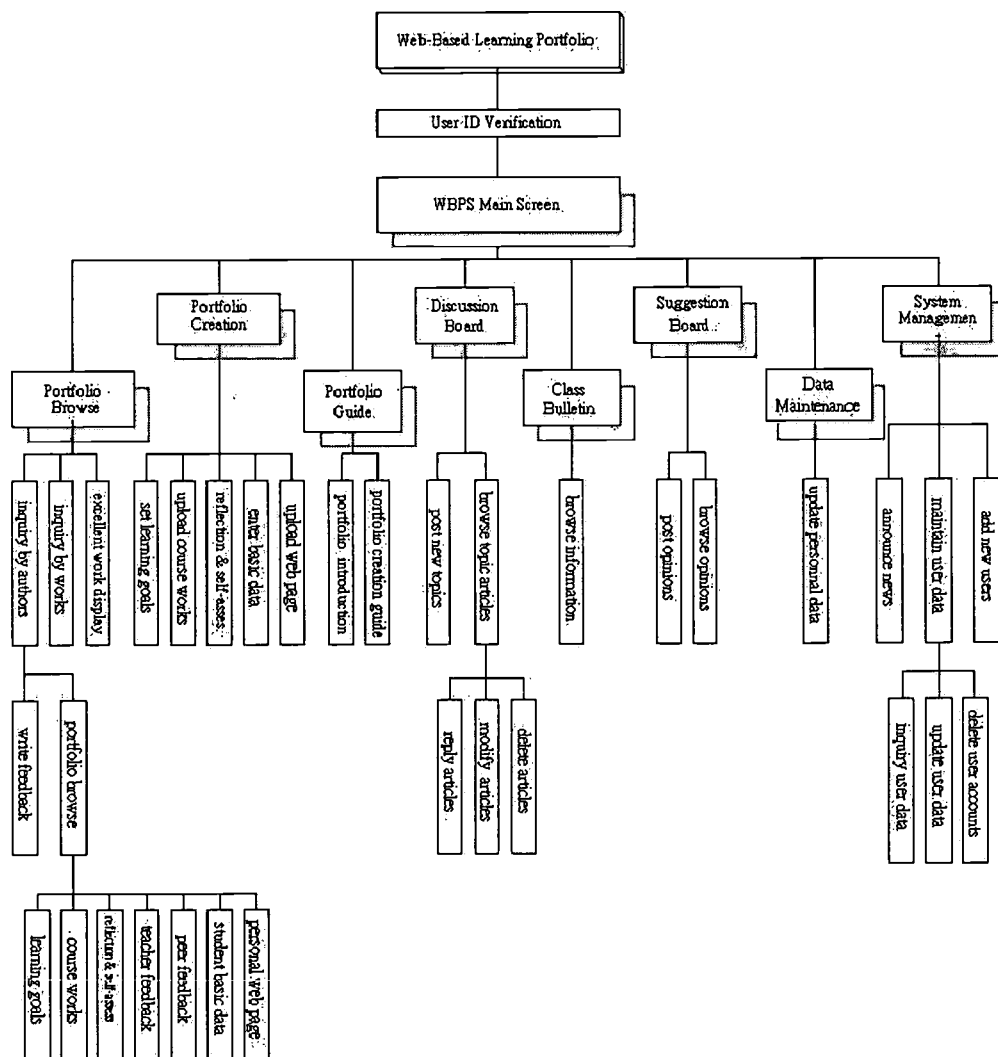 Web-Based Learning Portfolio
User ID Verification
WBPS Main Screen
Portfolio
Creation
Discussion
Board
Suggestion
Board
System
Managemen
Portfolio
Browse
Portfolio
Guide
Class
Bulletin
Data
Maintenance
inquiry by authors
inquiry by works
excellent work display
set learning goals
upload course works
reflection & self-asses
enter basic data
upload web page
portfolio introduction
portfolio creation guide
post new topics
browse topic articles
browse information
post opinions
browse opinions
update personnal data
announce news
maintain user data
add new users
write feedback
portfolio browse
reply articles
modify articles
delete articles
inquiry user data
update user data
delete user accounts
learning goals
course works
reflection & self-assess
teacher feedback
peer feedback
student basic data
personal web page